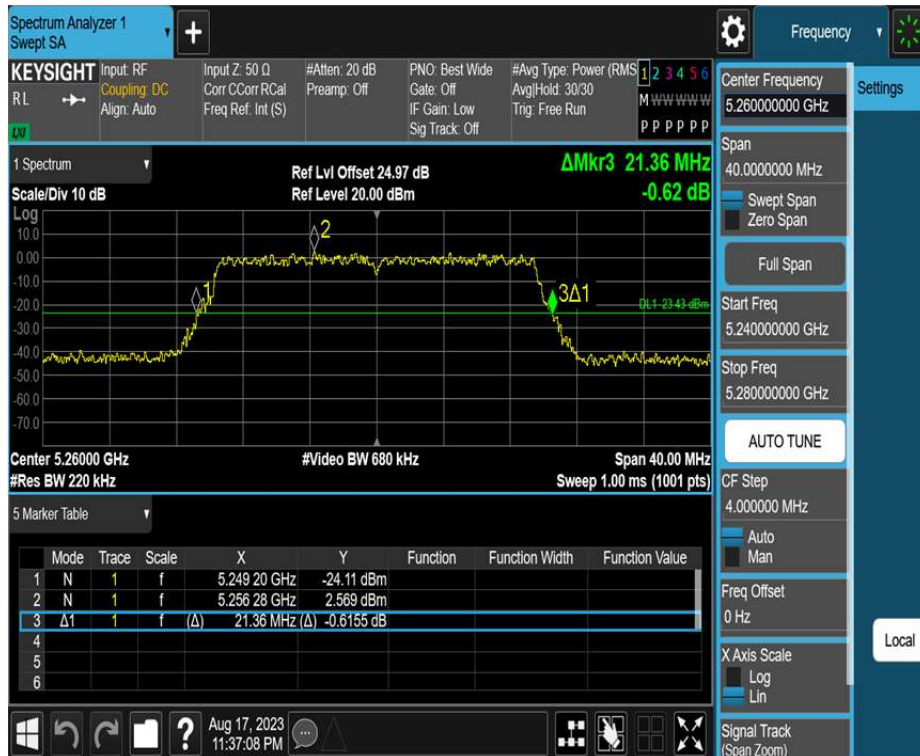 Spectrum Analyzer 1
Swept SA
+
Frequency
KEYSIGHT
RL
LXI
Input: RF
Coupling: DC
Align: Auto
Input Z: 50 Ω
Corr CCorr RCal
Freq Ref: Int (S)
#Atten: 20 dB
Preamp: Off
PNO: Best Wide
Gate: Off
IF Gain: Low
Sig Track: Off
#Avg Type: Power (RMS
Avg|Hold: 30/30
Trig: Free Run
1 2 3 4 5 6
M W W W W W
P P P P P P
1 Spectrum
Scale/Div 10 dB
Ref Lvl Offset 24.97 dB
Ref Level 20.00 dBm
ΔMkr3 21.36 MHz
-0.62 dB
Log
10.0
0.00
-10.0
-20.0
-30.0
-40.0
-50.0
-60.0
-70.0
2
1
3Δ1
DL1 -23.43 dBm
Center 5.26000 GHz
#Video BW 680 kHz
Span 40.00 MHz
#Res BW 220 kHz
Sweep 1.00 ms (1001 pts)
5 Marker Table
Mode Trace Scale X Y Function Function Width Function Value
1 N 1 f 5.249 20 GHz -24.11 dBm
2 N 1 f 5.256 28 GHz 2.569 dBm
3 Δ1 1 f (Δ) 21.36 MHz (Δ) -0.6155 dB
4
5
6
Aug 17, 2023
11:37:08 PM
?
Center Frequency
5.260000000 GHz
Settings
Span
40.0000000 MHz
Swept Span
Zero Span
Full Span
Start Freq
5.240000000 GHz
Stop Freq
5.280000000 GHz
AUTO TUNE
CF Step
4.000000 MHz
Auto
Man
Freq Offset
0 Hz
Local
X Axis Scale
Log
Lin
Signal Track
(Span Zoom)